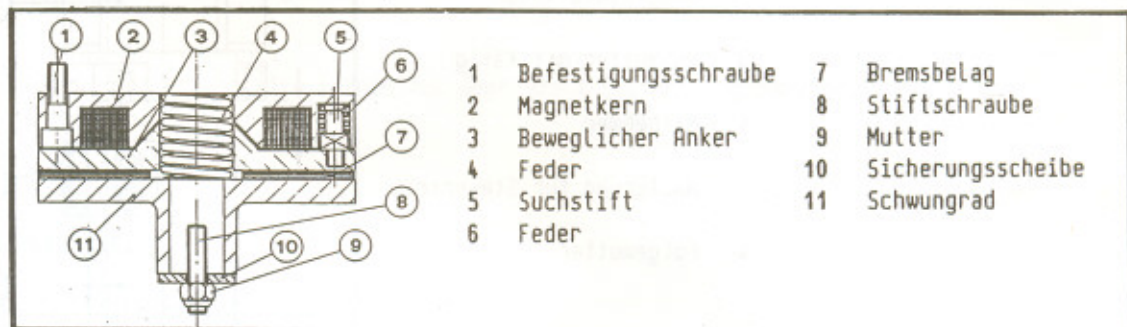 1 2 3 4 5
6
7
8
9
10
11
1 Befestigungsschraube
2 Magnetkern
3 Beweglicher Anker
4 Feder
5 Suchstift
6 Feder
7 Bremsbelag
8 Stiftschraube
9 Mutter
10 Sicherungsscheibe
11 Schwungrad